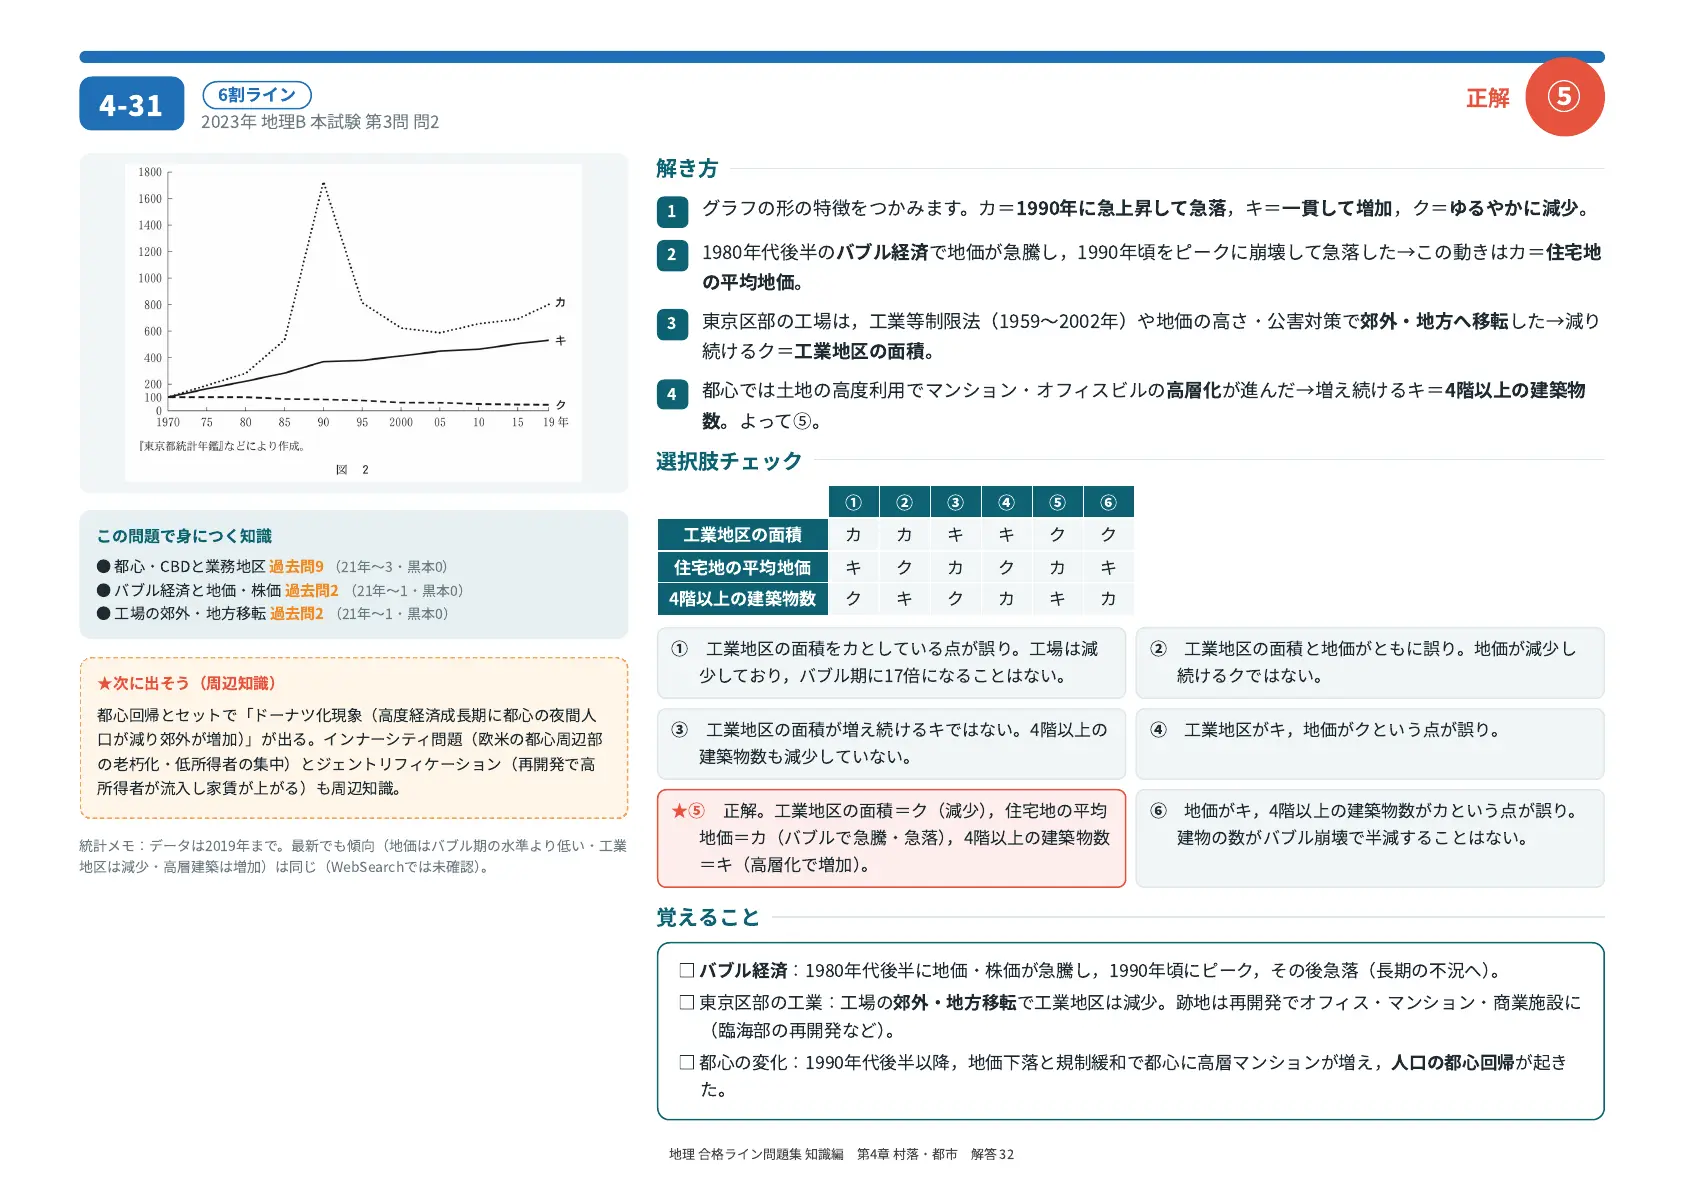 4-31
6割ライン
2023年 地理B 本試験 第3問 問2
正解 ⑤
1800
1600
1400
1200
1000
800
600
400
200
100
0
カ
キ
ク
1970 75 80 85 90 95 2000 05 10 15 19 年
『東京都統計年鑑』などにより作成。
図 2
この問題で身につく知識
● 都心・CBDと業務地区 過去問9 （21年〜3・黒本0）
● バブル経済と地価・株価 過去問2 （21年〜1・黒本0）
● 工場の郊外・地方移転 過去問2 （21年〜1・黒本0）
★次に出そう（周辺知識）
都心回帰とセットで「ドーナツ化現象（高度経済成長期に都心の夜間人
口が減り郊外が増加）」が出る。インナーシティ問題（欧米の都心周辺部
の老朽化・低所得者の集中）とジェントリフィケーション（再開発で高
所得者が流入し家賃が上がる）も周辺知識。
統計メモ：データは2019年まで。最新でも傾向（地価はバブル期の水準より低い・工業
地区は減少・高層建築は増加）は同じ（WebSearchでは未確認）。
解き方
1 グラフの形の特徴をつかみます。カ＝1990年に急上昇して急落，キ＝一貫して増加，ク＝ゆるやかに減少。
2 1980年代後半のバブル経済で地価が急騰し，1990年頃をピークに崩壊して急落した→この動きはカ＝住宅地
の平均地価。
3 東京区部の工場は，工業等制限法（1959〜2002年）や地価の高さ・公害対策で郊外・地方へ移転した→減り
続けるク＝工業地区の面積。
4 都心では土地の高度利用でマンション・オフィスビルの高層化が進んだ→増え続けるキ＝4階以上の建築物
数。よって⑤。
選択肢チェック
① ② ③ ④ ⑤ ⑥
工業地区の面積 カ カ キ キ ク ク
住宅地の平均地価 キ ク カ ク カ キ
4階以上の建築物数 ク キ ク カ キ カ
① 工業地区の面積をカとしている点が誤り。工場は減
少しており，バブル期に17倍になることはない。
② 工業地区の面積と地価がともに誤り。地価が減少し
続けるクではない。
③ 工業地区の面積が増え続けるキではない。4階以上の
建築物数も減少していない。
④ 工業地区がキ，地価がクという点が誤り。
★⑤ 正解。工業地区の面積＝ク（減少），住宅地の平均
地価＝カ（バブルで急騰・急落），4階以上の建築物数
＝キ（高層化で増加）。
⑥ 地価がキ，4階以上の建築物数がカという点が誤り。
建物の数がバブル崩壊で半減することはない。
覚えること
□ バブル経済：1980年代後半に地価・株価が急騰し，1990年頃にピーク，その後急落（長期の不況へ）。
□ 東京区部の工業：工場の郊外・地方移転で工業地区は減少。跡地は再開発でオフィス・マンション・商業施設に
（臨海部の再開発など）。
□ 都心の変化：1990年代後半以降，地価下落と規制緩和で都心に高層マンションが増え，人口の都心回帰が起き
た。
地理 合格ライン問題集 知識編 第4章 村落・都市 解答 32